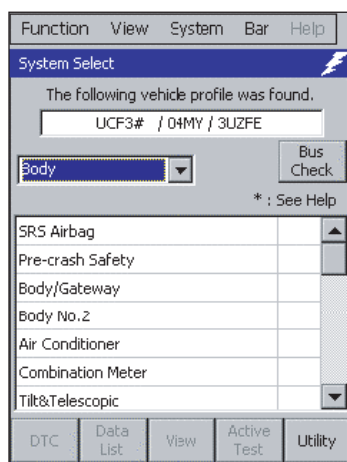 Function View System Bar Help
System Select
The following vehicle profile was found.
UCF3# / 04MY / 3UZFE
Body
Bus
Check
* : See Help
SRS Airbag
Pre-crash Safety
Body/Gateway
Body No.2
Air Conditioner
Combination Meter
Tilt&Telescopic
DTC
Data
List
View
Active
Test
Utility